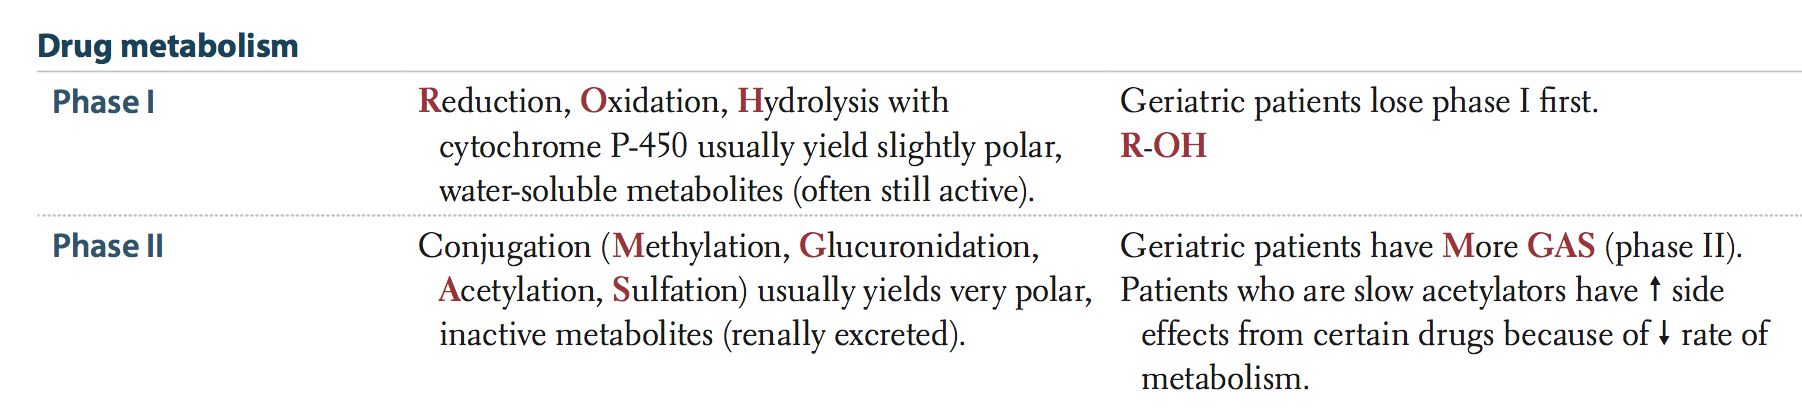 Drug metabolism
Phase I
Reduction, Oxidation, Hydrolysis with
cytochrome P-450 usually yield slightly polar,
water-soluble metabolites (often still active).
Geriatric patients lose phase I first.
R-OH
Phase II
Conjugation (Methylation, Glucuronidation,
Acetylation, Sulfation) usually yields very polar,
inactive metabolites (renally excreted).
Geriatric patients have More GAS (phase II).
Patients who are slow acetylators have ↑ side
effects from certain drugs because of ↓ rate of
metabolism.